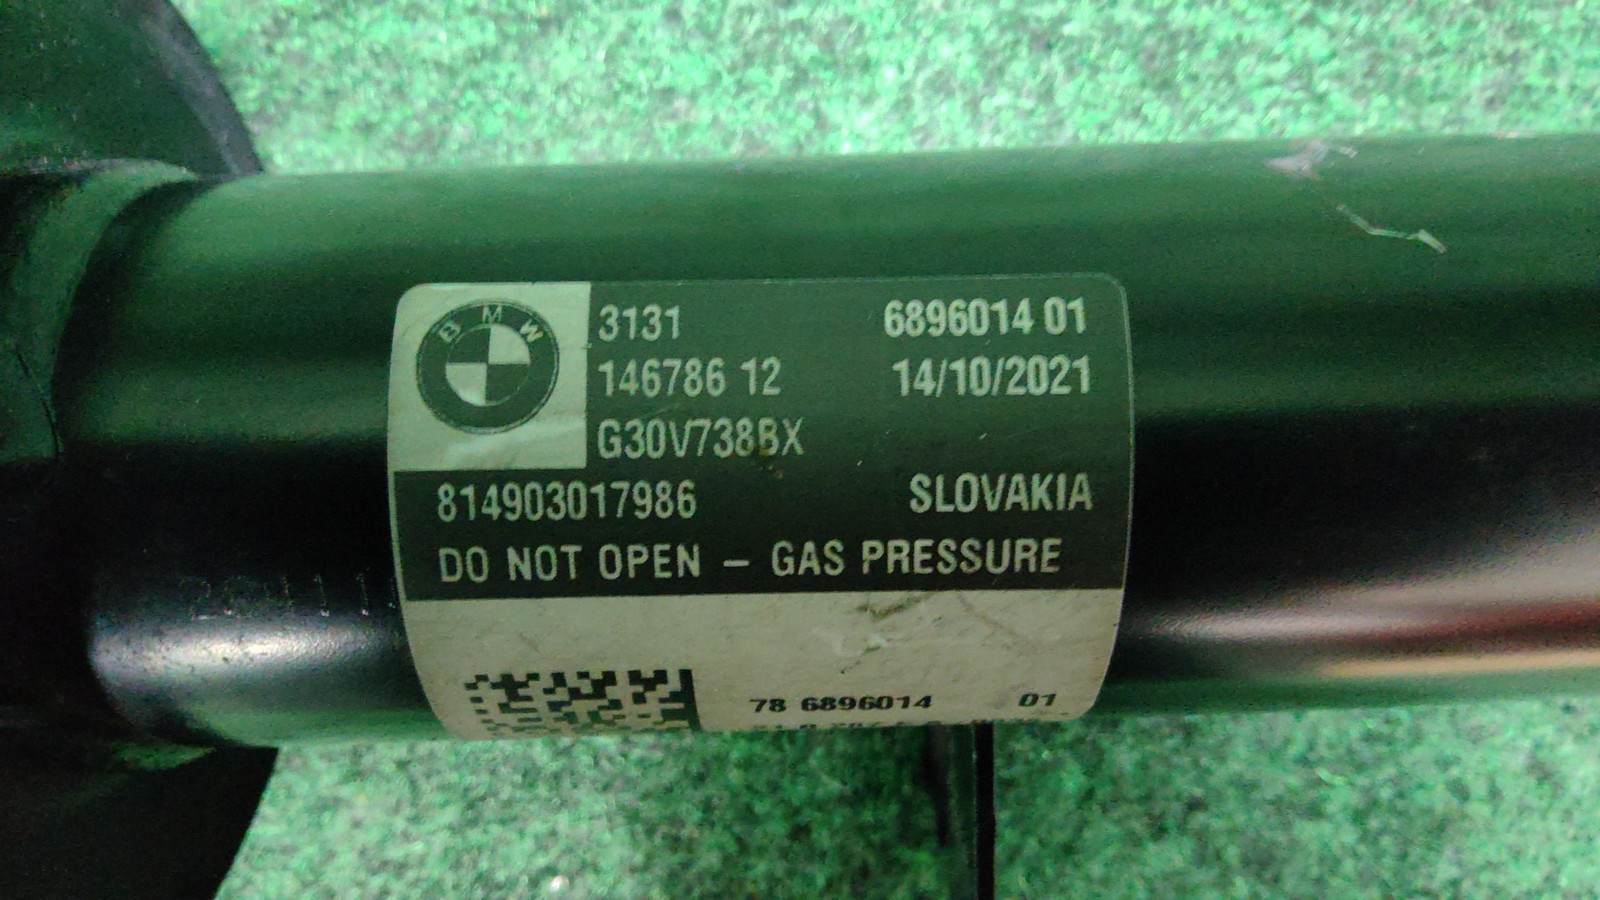 BMW
3131 6896014 01
146786 12 14/10/2021
G30V738BX
814903017986 SLOVAKIA
DO NOT OPEN – GAS PRESSURE
78 6896014 01